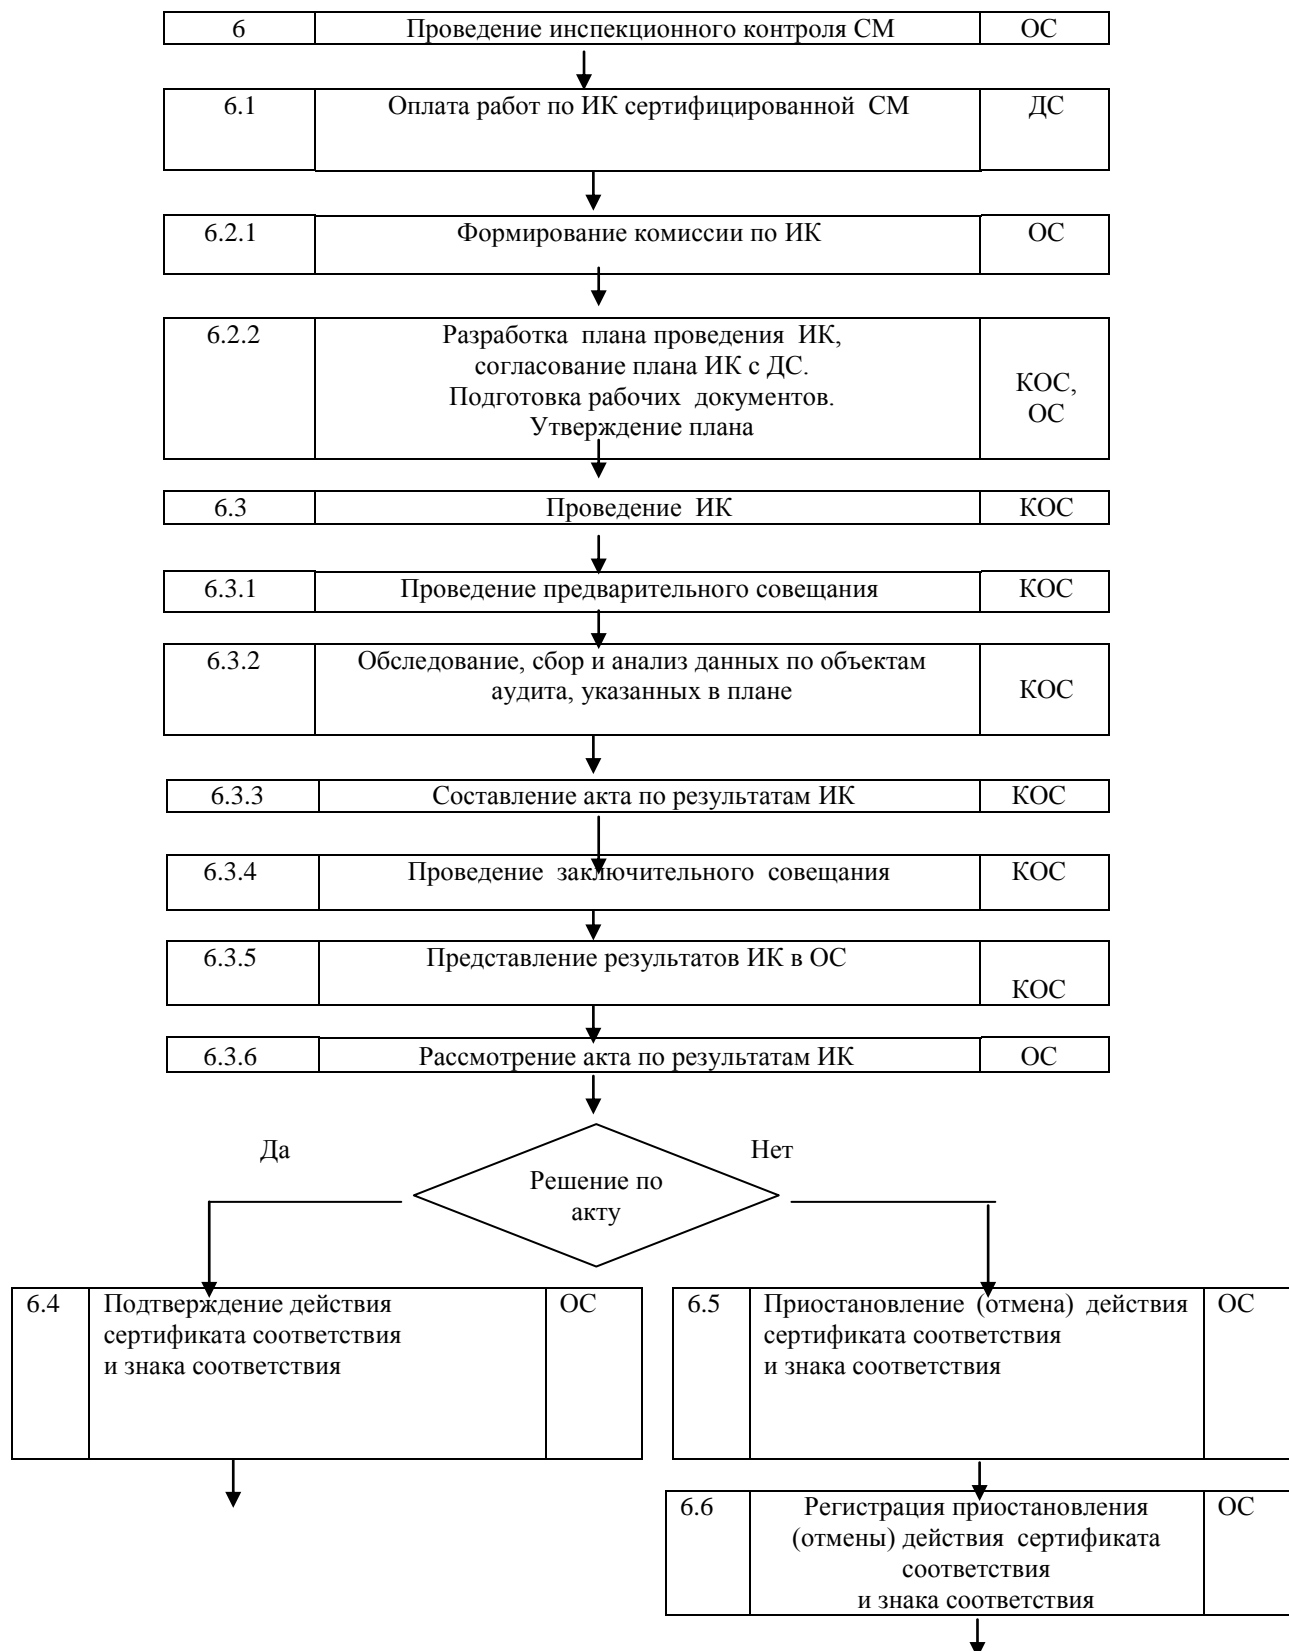 6 Проведение инспекционного контроля СМ ОС
6.1 Оплата работ по ИК сертифицированной СМ ДС
6.2.1 Формирование комиссии по ИК ОС
6.2.2 Разработка плана проведения ИК,
согласование плана ИК с ДС.
Подготовка рабочих документов.
Утверждение плана
КОС,
ОС
6.3 Проведение ИК КОС
6.3.1 Проведение предварительного совещания КОС
6.3.2 Обследование, сбор и анализ данных по объектам
аудита, указанных в плане
КОС
6.3.3 Составление акта по результатам ИК КОС
6.3.4 Проведение заключительного совещания КОС
6.3.5 Представление результатов ИК в ОС
КОС
6.3.6 Рассмотрение акта по результатам ИК ОС
Да
Нет
Решение по
акту
6.4 Подтверждение действия ОС
сертификата соответствия
и знака соответствия
6.5 Приостановление (отмена) действия ОС
сертификата соответствия
и знака соответствия
6.6 Регистрация приостановления ОС
(отмены) действия сертификата
соответствия
и знака соответствия